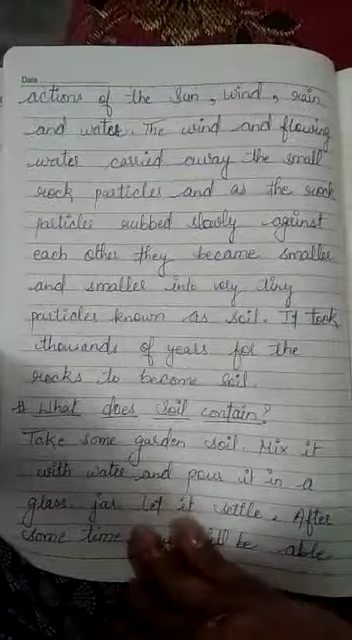 Date
actions of the Sun, wind, rain
and water. The wind and flowing
water carried away the small
rock particles and as the rock
particles rubbed slowly against
each other they became smaller
and smaller into very tiny
particles known as soil. It took
thousands of years for the
rocks to become soil.
# What does soil contain?
Take some garden soil. Mix it
with water and pour it in a
glass jar. Let it settle. After
some time will be able